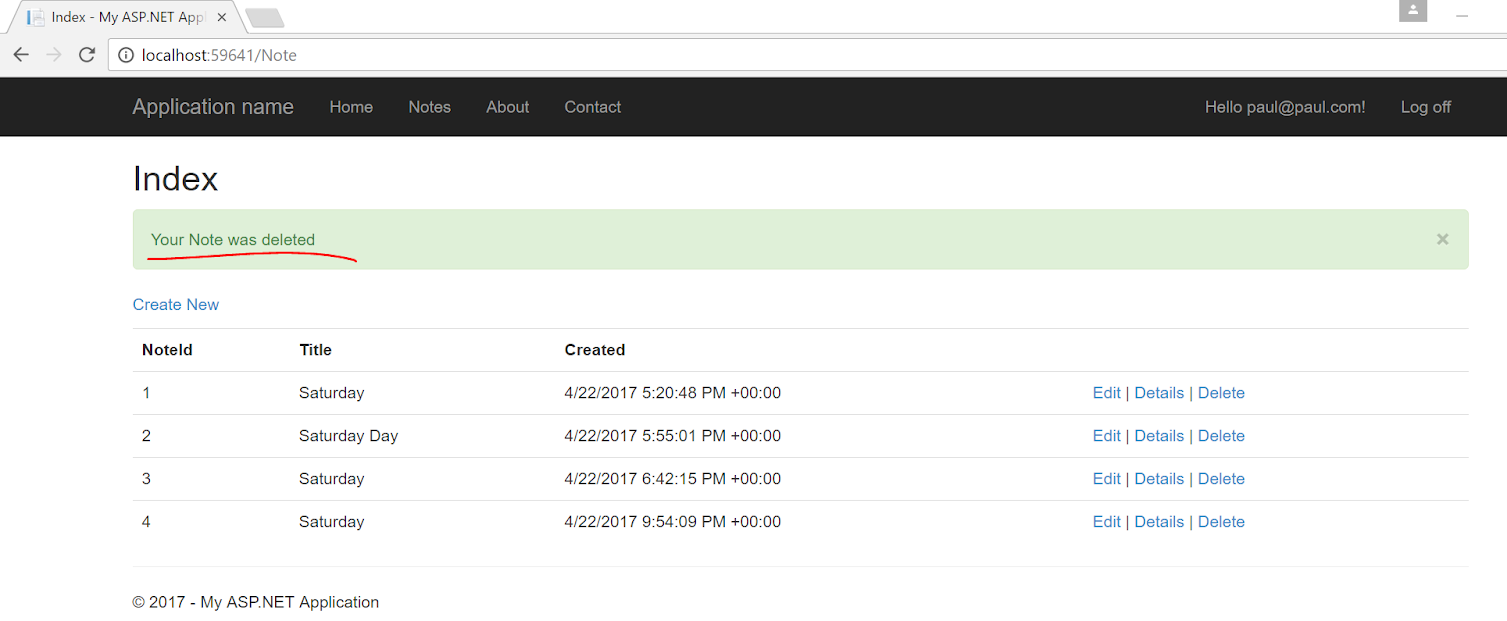 Index - My ASP.NET Appl
localhost:59641/Note
Application name Home Notes About Contact Hello paul@paul.com! Log off
Index
Your Note was deleted ×
Create New
NoteId Title Created
1 Saturday 4/22/2017 5:20:48 PM +00:00 Edit | Details | Delete
2 Saturday Day 4/22/2017 5:55:01 PM +00:00 Edit | Details | Delete
3 Saturday 4/22/2017 6:42:15 PM +00:00 Edit | Details | Delete
4 Saturday 4/22/2017 9:54:09 PM +00:00 Edit | Details | Delete
© 2017 - My ASP.NET Application